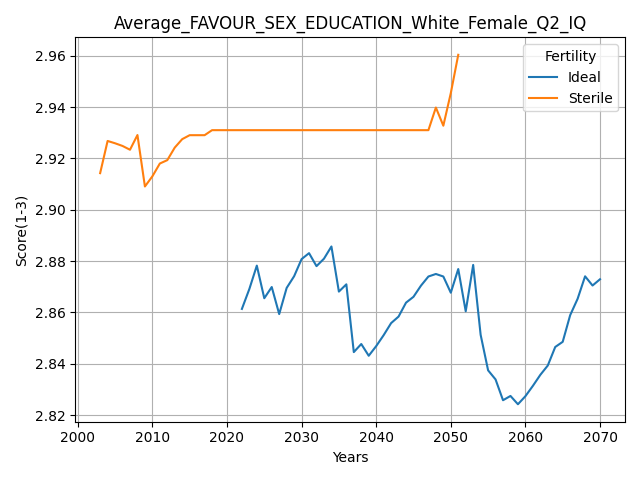 Average_FAVOUR_SEX_EDUCATION_White_Female_Q2_IQ
Fertility
Ideal
Sterile
Score(1-3)
2.96
2.94
2.92
2.90
2.88
2.86
2.84
2.82
2000 2010 2020 2030 2040 2050 2060 2070
Years